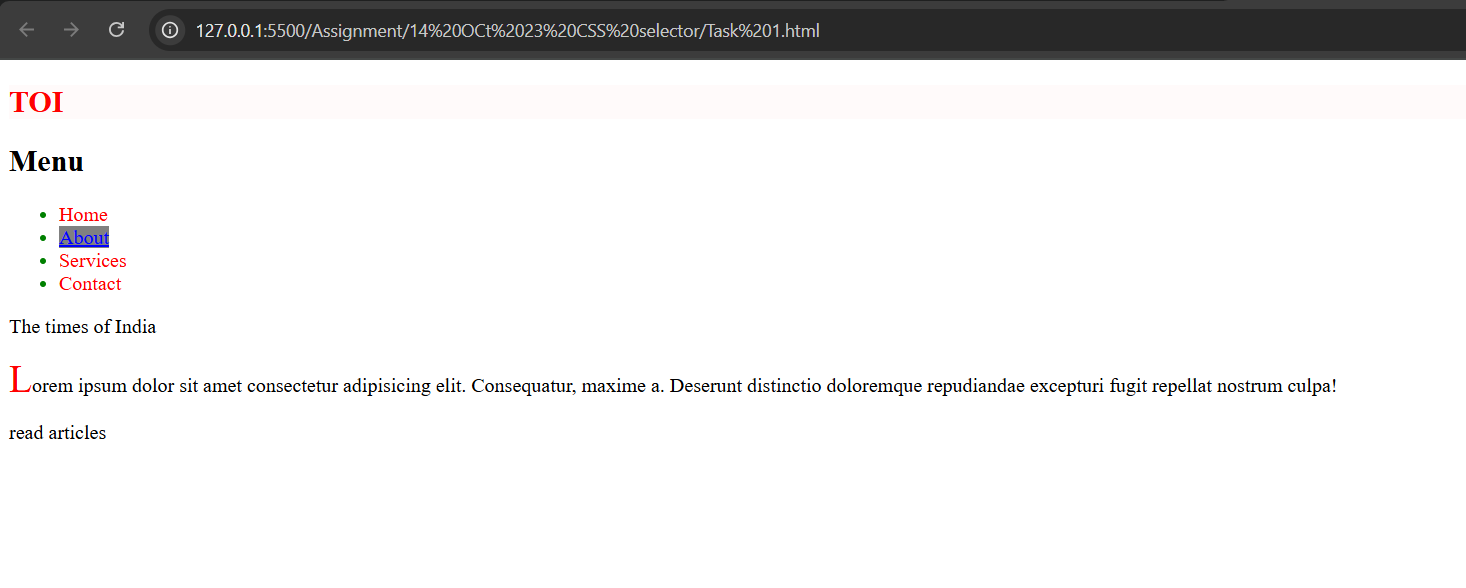 127.0.0.1:5500/Assignment/14%20OCt%2023%20CSS%20selector/Task%201.html
TOI
Menu
Home
About
Services
Contact
The times of India
Lorem ipsum dolor sit amet consectetur adipisicing elit. Consequatur, maxime a. Deserunt distinctio doloremque repudiandae excepturi fugit repellat nostrum culpa!
read articles